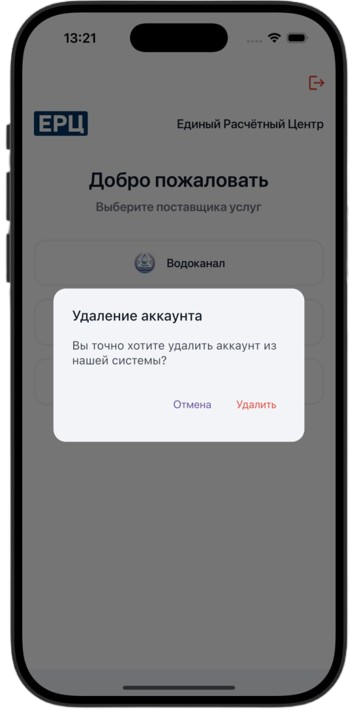 13:21
ЕРЦ
Единый Расчётный Центр
Добро пожаловать
Выберите поставщика услуг
Водоканал
Удаление аккаунта
Вы точно хотите удалить аккаунт из
нашей системы?
Отмена
Удалить